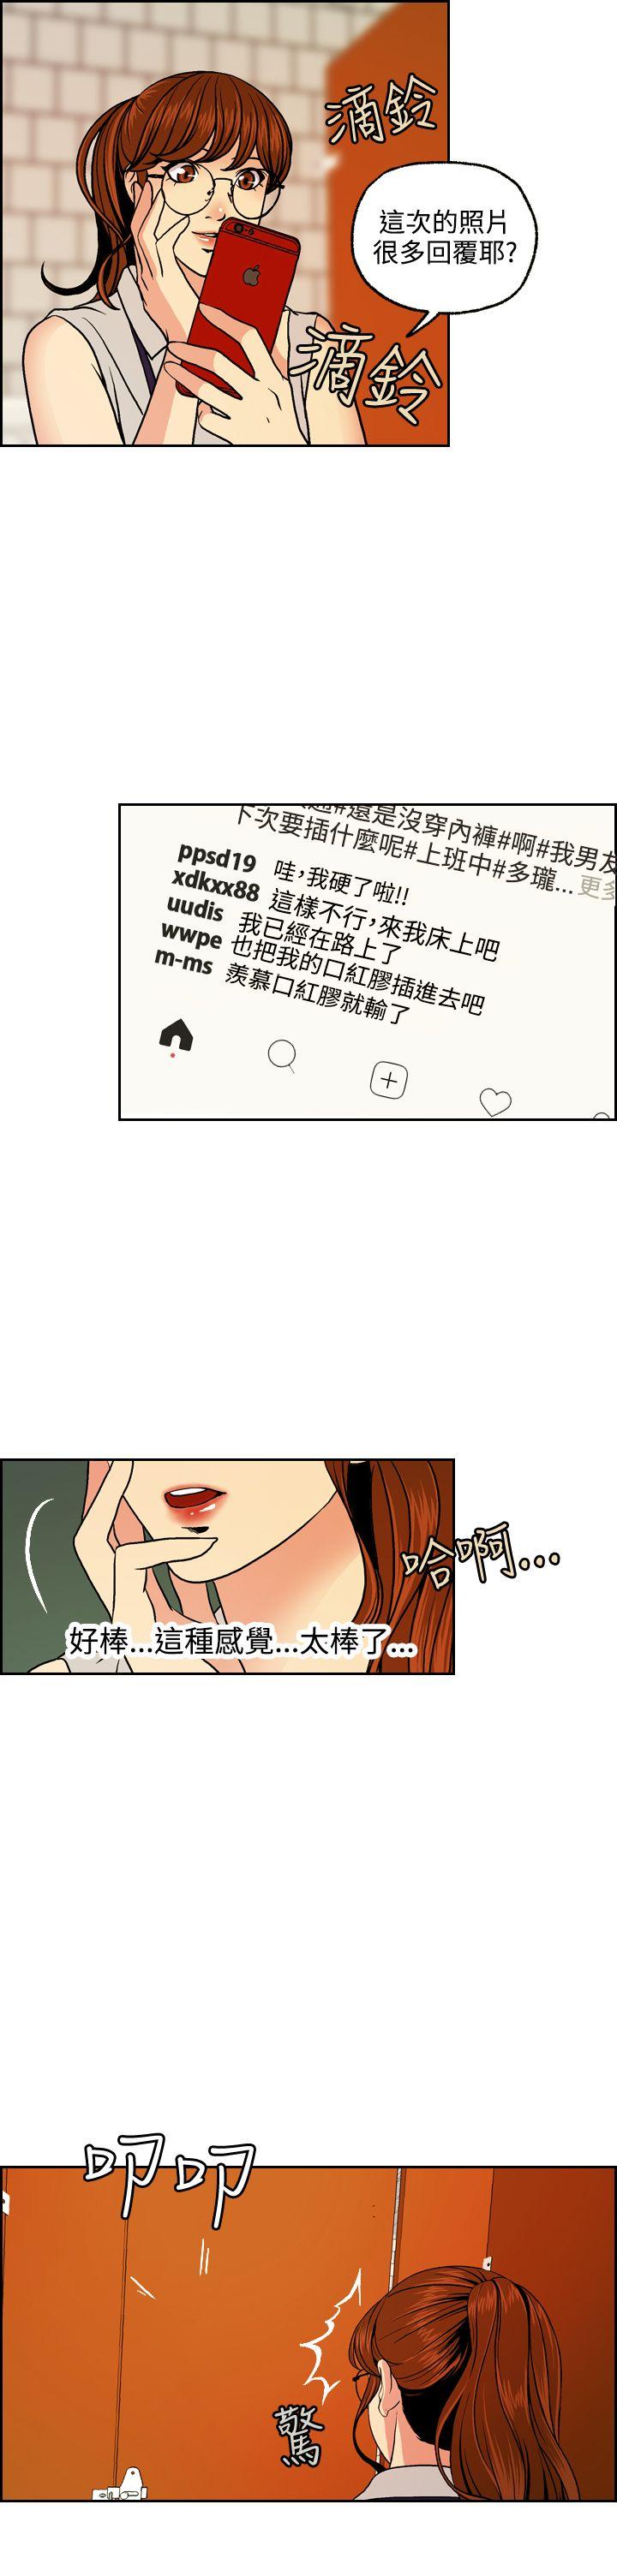 滴鈴
這次的照片
很多回覆耶?
滴鈴
#還是沒穿內褲#啊#我男友
下次要插什麼呢#上班中#多瓏... 更多
ppsd19 哇,我硬了啦!!
xdkxx88 這樣不行,來我床上吧
uudis 我已經在路上了
wwpe 也把我的口紅膠插進去吧
m-ms 羨慕口紅膠就輸了
哈啊...
好棒...這種感覺...太棒了...
叩叩
驚